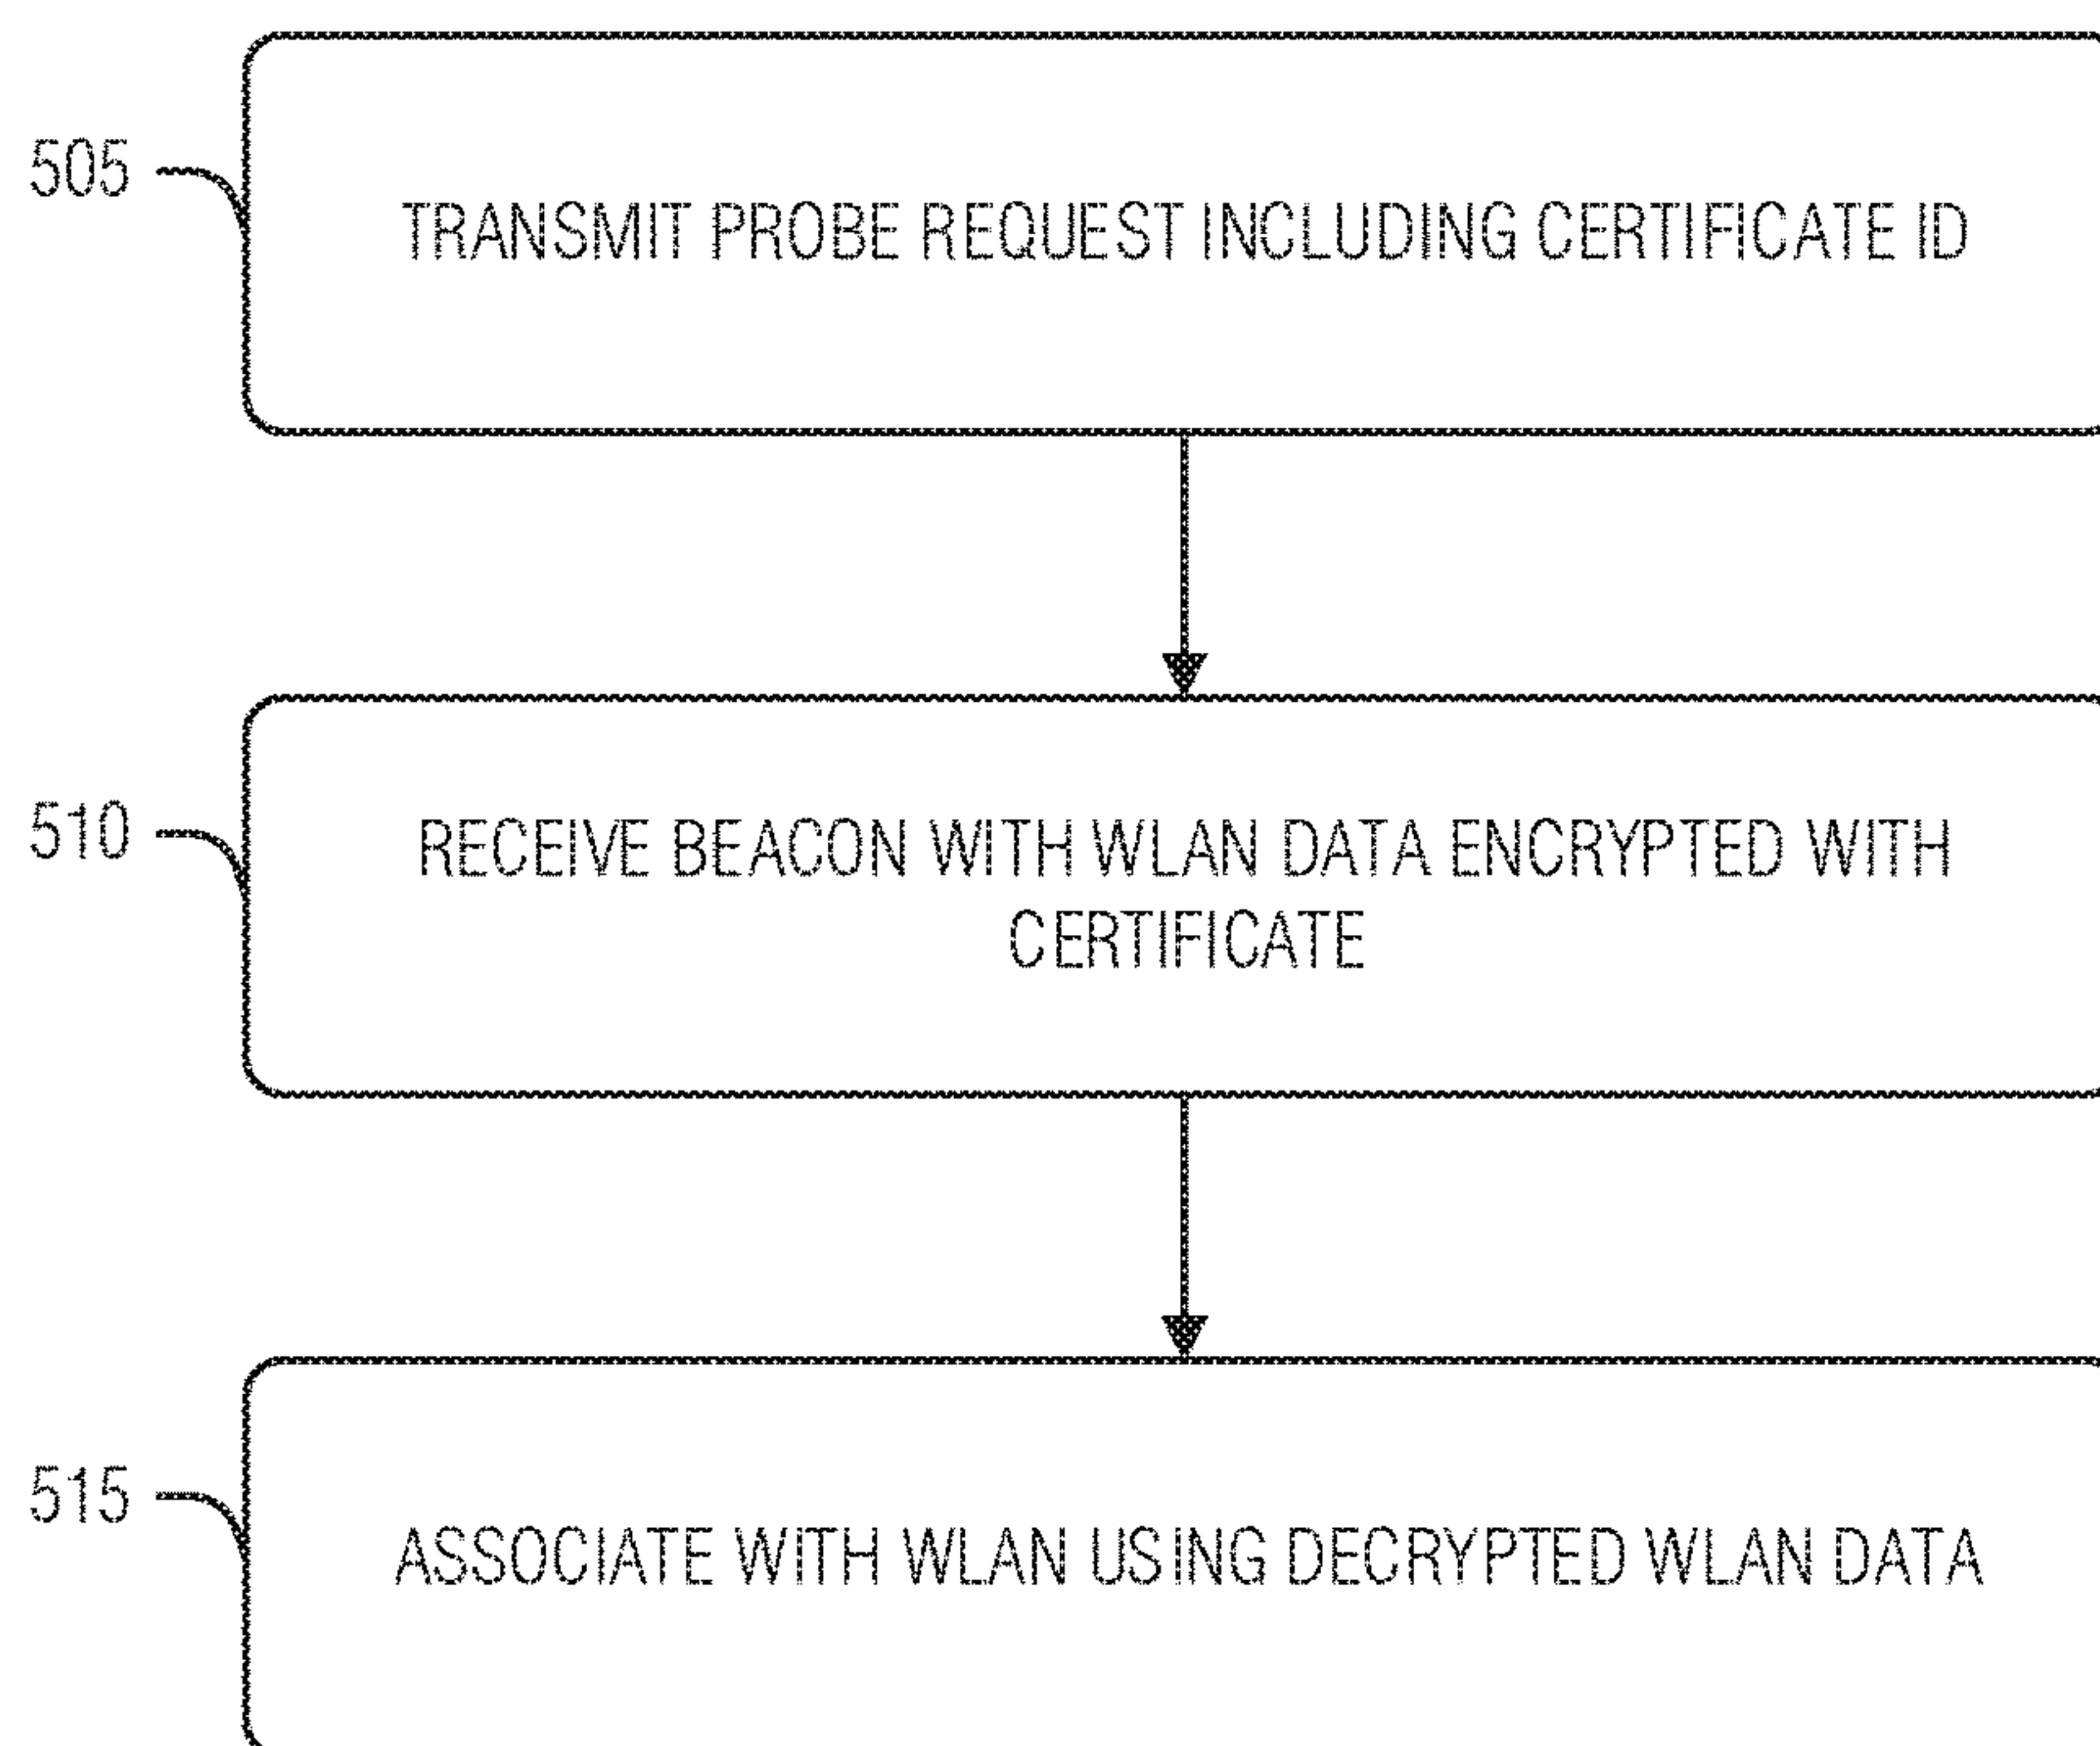 505
TRANSMIT PROBE REQUEST INCLUDING CERTIFICATE ID
510
RECEIVE BEACON WITH WLAN DATA ENCRYPTED WITH
CERTIFICATE
515
ASSOCIATE WITH WLAN USING DECRYPTED WLAN DATA